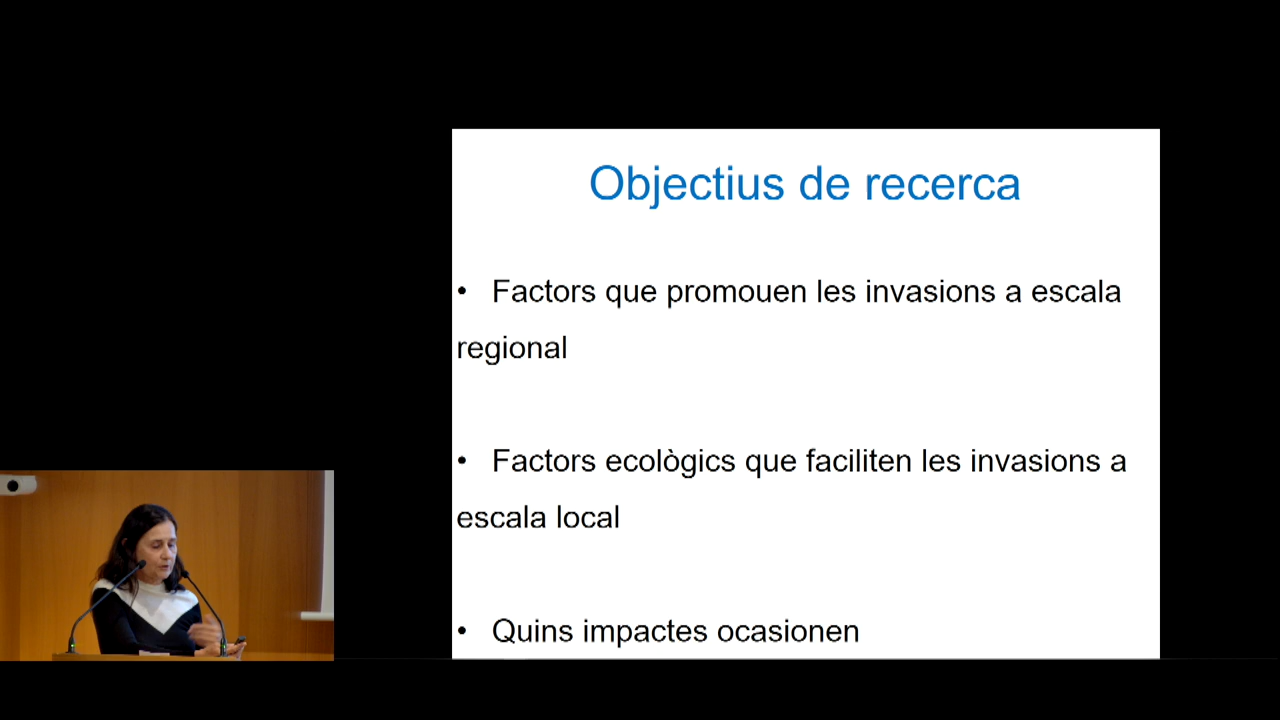 Objectius de recerca
• Factors que promouen les invasions a escala
regional
• Factors ecològics que faciliten les invasions a
escala local
• Quins impactes ocasionen